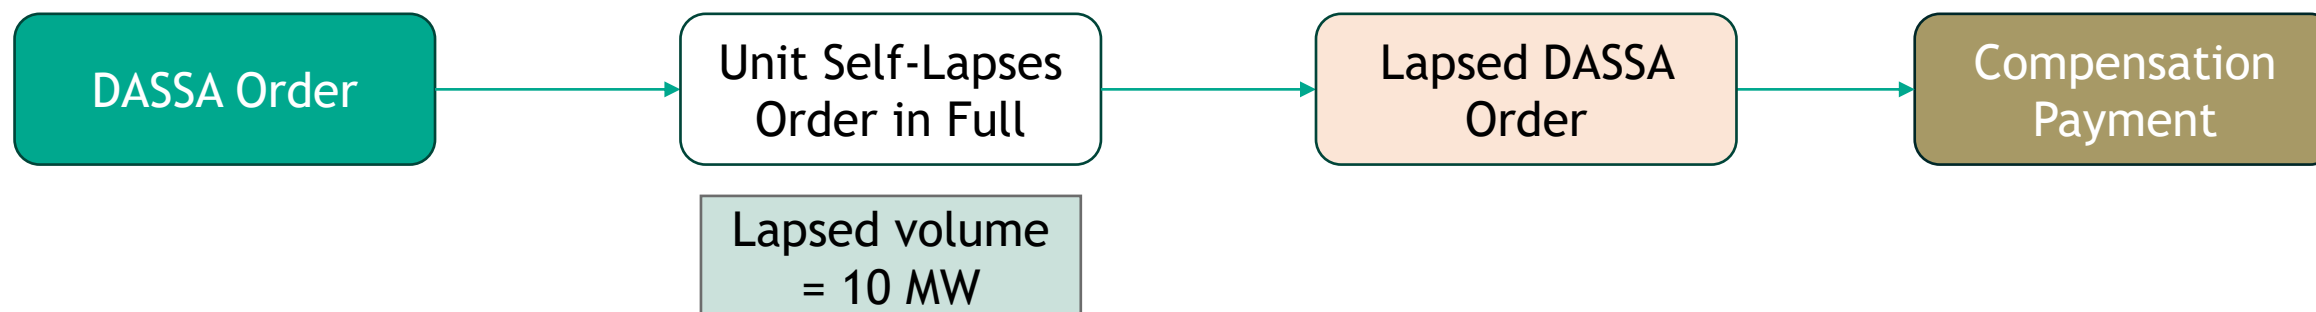 DASSA Order
Unit Self-Lapses
Order in Full
Lapsed DASSA
Order
Compensation
Payment
Lapsed volume
= 10 MW